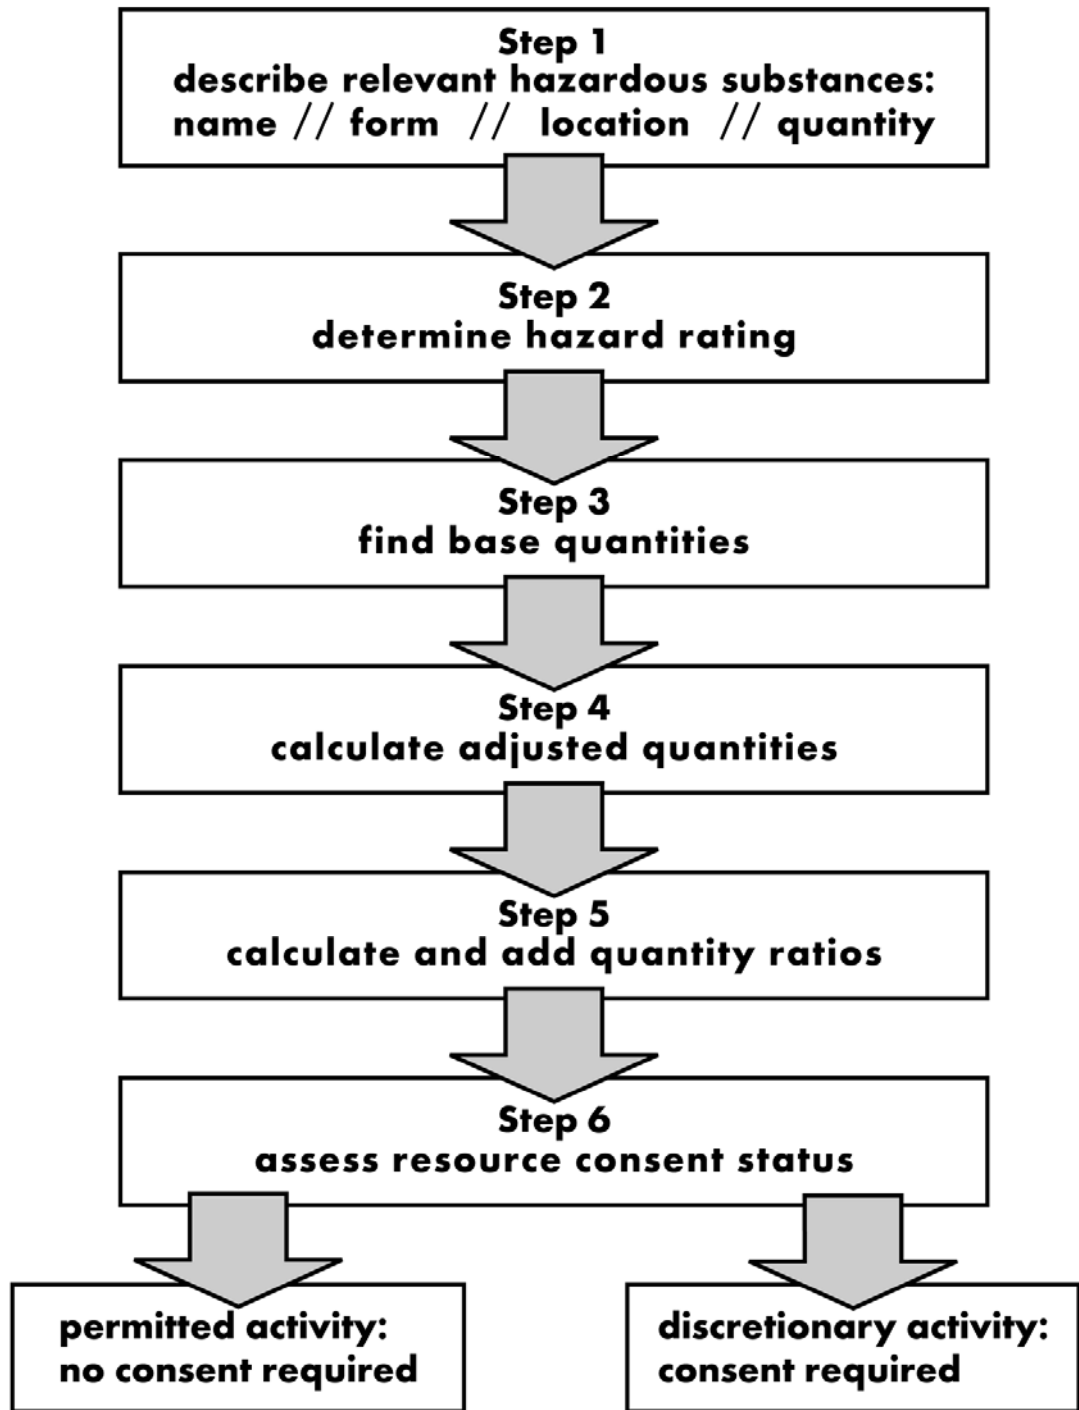 Step 1
describe relevant hazardous substances:
name // form // location // quantity
Step 2
determine hazard rating
Step 3
find base quantities
Step 4
calculate adjusted quantities
Step 5
calculate and add quantity ratios
Step 6
assess resource consent status
permitted activity:
no consent required
discretionary activity:
consent required